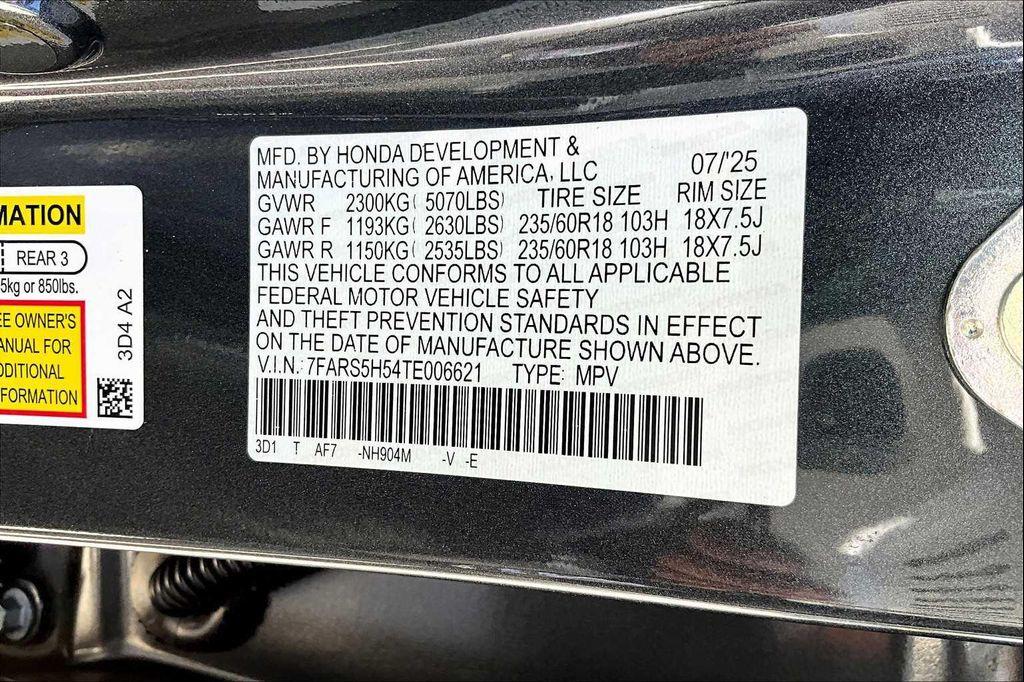 MATION
REAR 3
5kg or 850lbs.
EE OWNER'S
ANUAL FOR
DDITIONAL
FORMATION
3D4 A2
MFD. BY HONDA DEVELOPMENT &
MANUFACTURING OF AMERICA, LLC 07/'25
GVWR 2300KG( 5070LBS) TIRE SIZE RIM SIZE
GAWR F 1193KG( 2630LBS) 235/60R18 103H 18X7.5J
GAWR R 1150KG( 2535LBS) 235/60R18 103H 18X7.5J
THIS VEHICLE CONFORMS TO ALL APPLICABLE
FEDERAL MOTOR VEHICLE SAFETY
AND THEFT PREVENTION STANDARDS IN EFFECT
ON THE DATE OF MANUFACTURE SHOWN ABOVE.
V.I.N.: 7FARS5H54TE006621 TYPE: MPV
3D1 T AF7 -NH904M -V -E